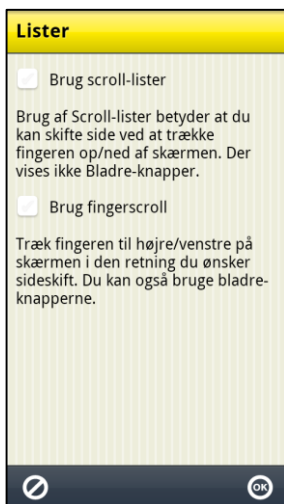 Lister
Brug scroll-lister
Brug af Scroll-lister betyder at du
kan skifte side ved at trække
fingeren op/ned af skærmen. Der
vises ikke Bladre-knapper.
Brug fingerscroll
Træk fingeren til højre/venstre på
skærmen i den retning du ønsker
sideskift. Du kan også bruge bladre-
knapperne.
OK